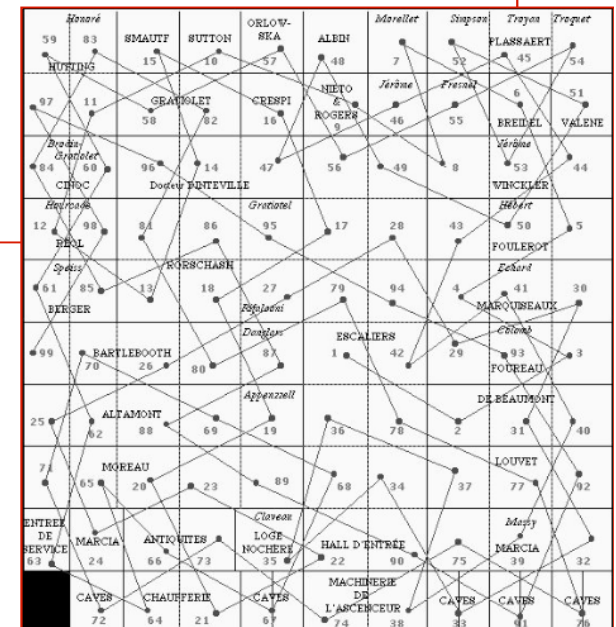 Honoré Morellet Simpson Troyan Troquet
59 83 SMAUTF SUTTON ORLOW- SKA ALBIN PLASSAERT
15 10 57 48 7 52 45 54
HUTTING
97 11 GRATIOLET CRESPI NIETO & ROGERS Jérôme Fresnel 6 51
58 82 16 9 46 55 BREIDEL VALENE
Brodin- Gratiolet Jérôme
84 60 96 14 47 56 49 8 53 44
CINOC Docteur DINTEVILLE WINCKLER
Hourcade Gratiolet Hébert
12 98 81 86 95 17 28 43 50 5
RÉOL FOULEROT
Speiss RORSCHASH Echard
61 85 13 18 27 79 94 4 41 30
BERGER MARQUISEAUX
Danglars ESCALIERS Colomb
99 70 BARTLEBOOTH 26 80 87 1 42 29 93 3
FOUREAU
Appenzzell DE BEAUMONT
25 62 ALTAMONT 88 69 19 36 78 2 31 40
MOREAU LOUVET
71 65 20 23 89 68 34 37 77 92
ENTREE DE SERVICE MARCIA ANTIQUITES Claveau LOGE NOCHERE HALL D'ENTRÉE Massy MARCIA
63 24 66 73 35 22 90 75 39 32
CAVES CHAUFFERIE CAVES MACHINERIE DE L'ASCENCEUR CAVES CAVES CAVES
72 64 21 67 74 38 33 91 76